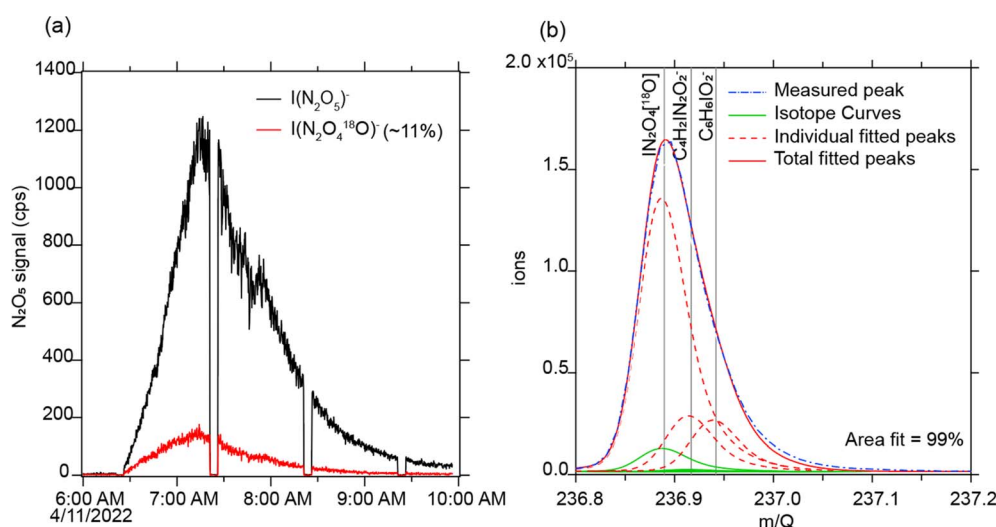 (a)
1400
1200
1000
800
600
400
200
0
N₂O₅ signal (cps)
I(N₂O₅)⁻
I(N₂O₄¹⁸O)⁻ (~11%)
6:00 AM
7:00 AM
8:00 AM
9:00 AM
10:00 AM
4/11/2022
(b)
2.0 x10⁵
1.5
1.0
0.5
0.0
ions
IN₂O₄[¹⁸O]
C₄H₂IN₂O₂⁻
C₆H₆IO₂⁻
Measured peak
Isotope Curves
Individual fitted peaks
Total fitted peaks
Area fit = 99%
236.8
236.9
237.0
237.1
237.2
m/Q